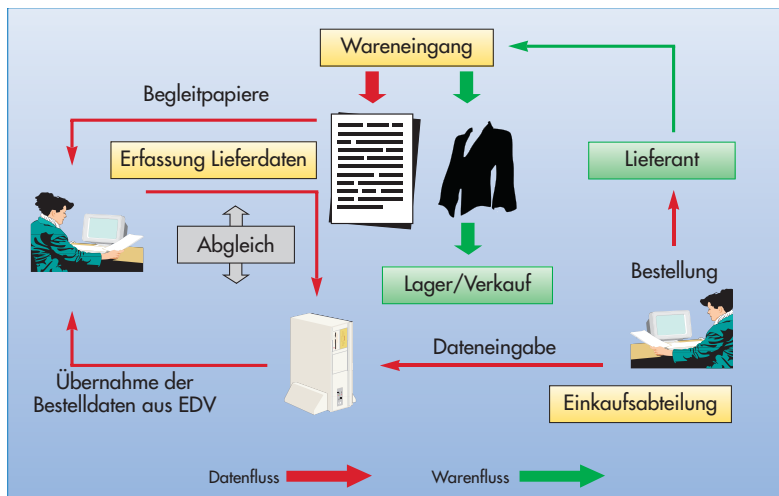 Wareneingang
Begleitpapiere
Erfassung Lieferdaten
Lieferant
Abgleich
Lager/Verkauf
Bestellung
Dateneingabe
Übernahme der
Bestelldaten aus EDV
Einkaufsabteilung
Datenfluss
Warenfluss